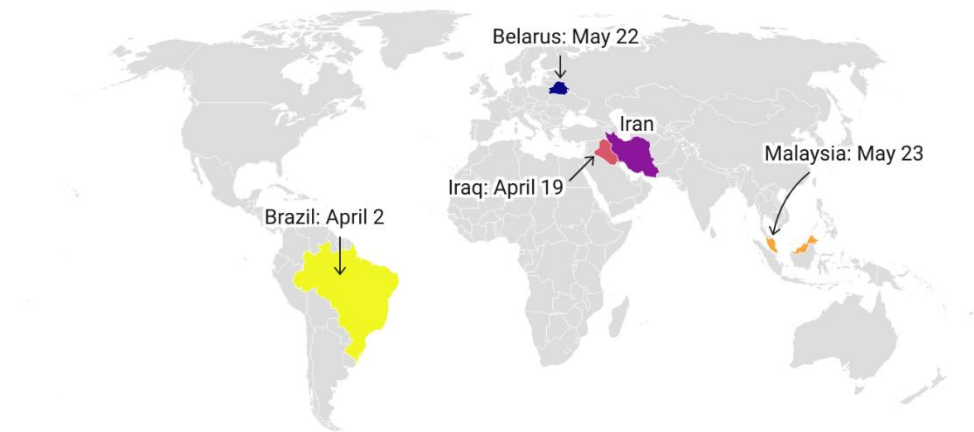 Belarus: May 22
Iran
Malaysia: May 23
Iraq: April 19
Brazil: April 2